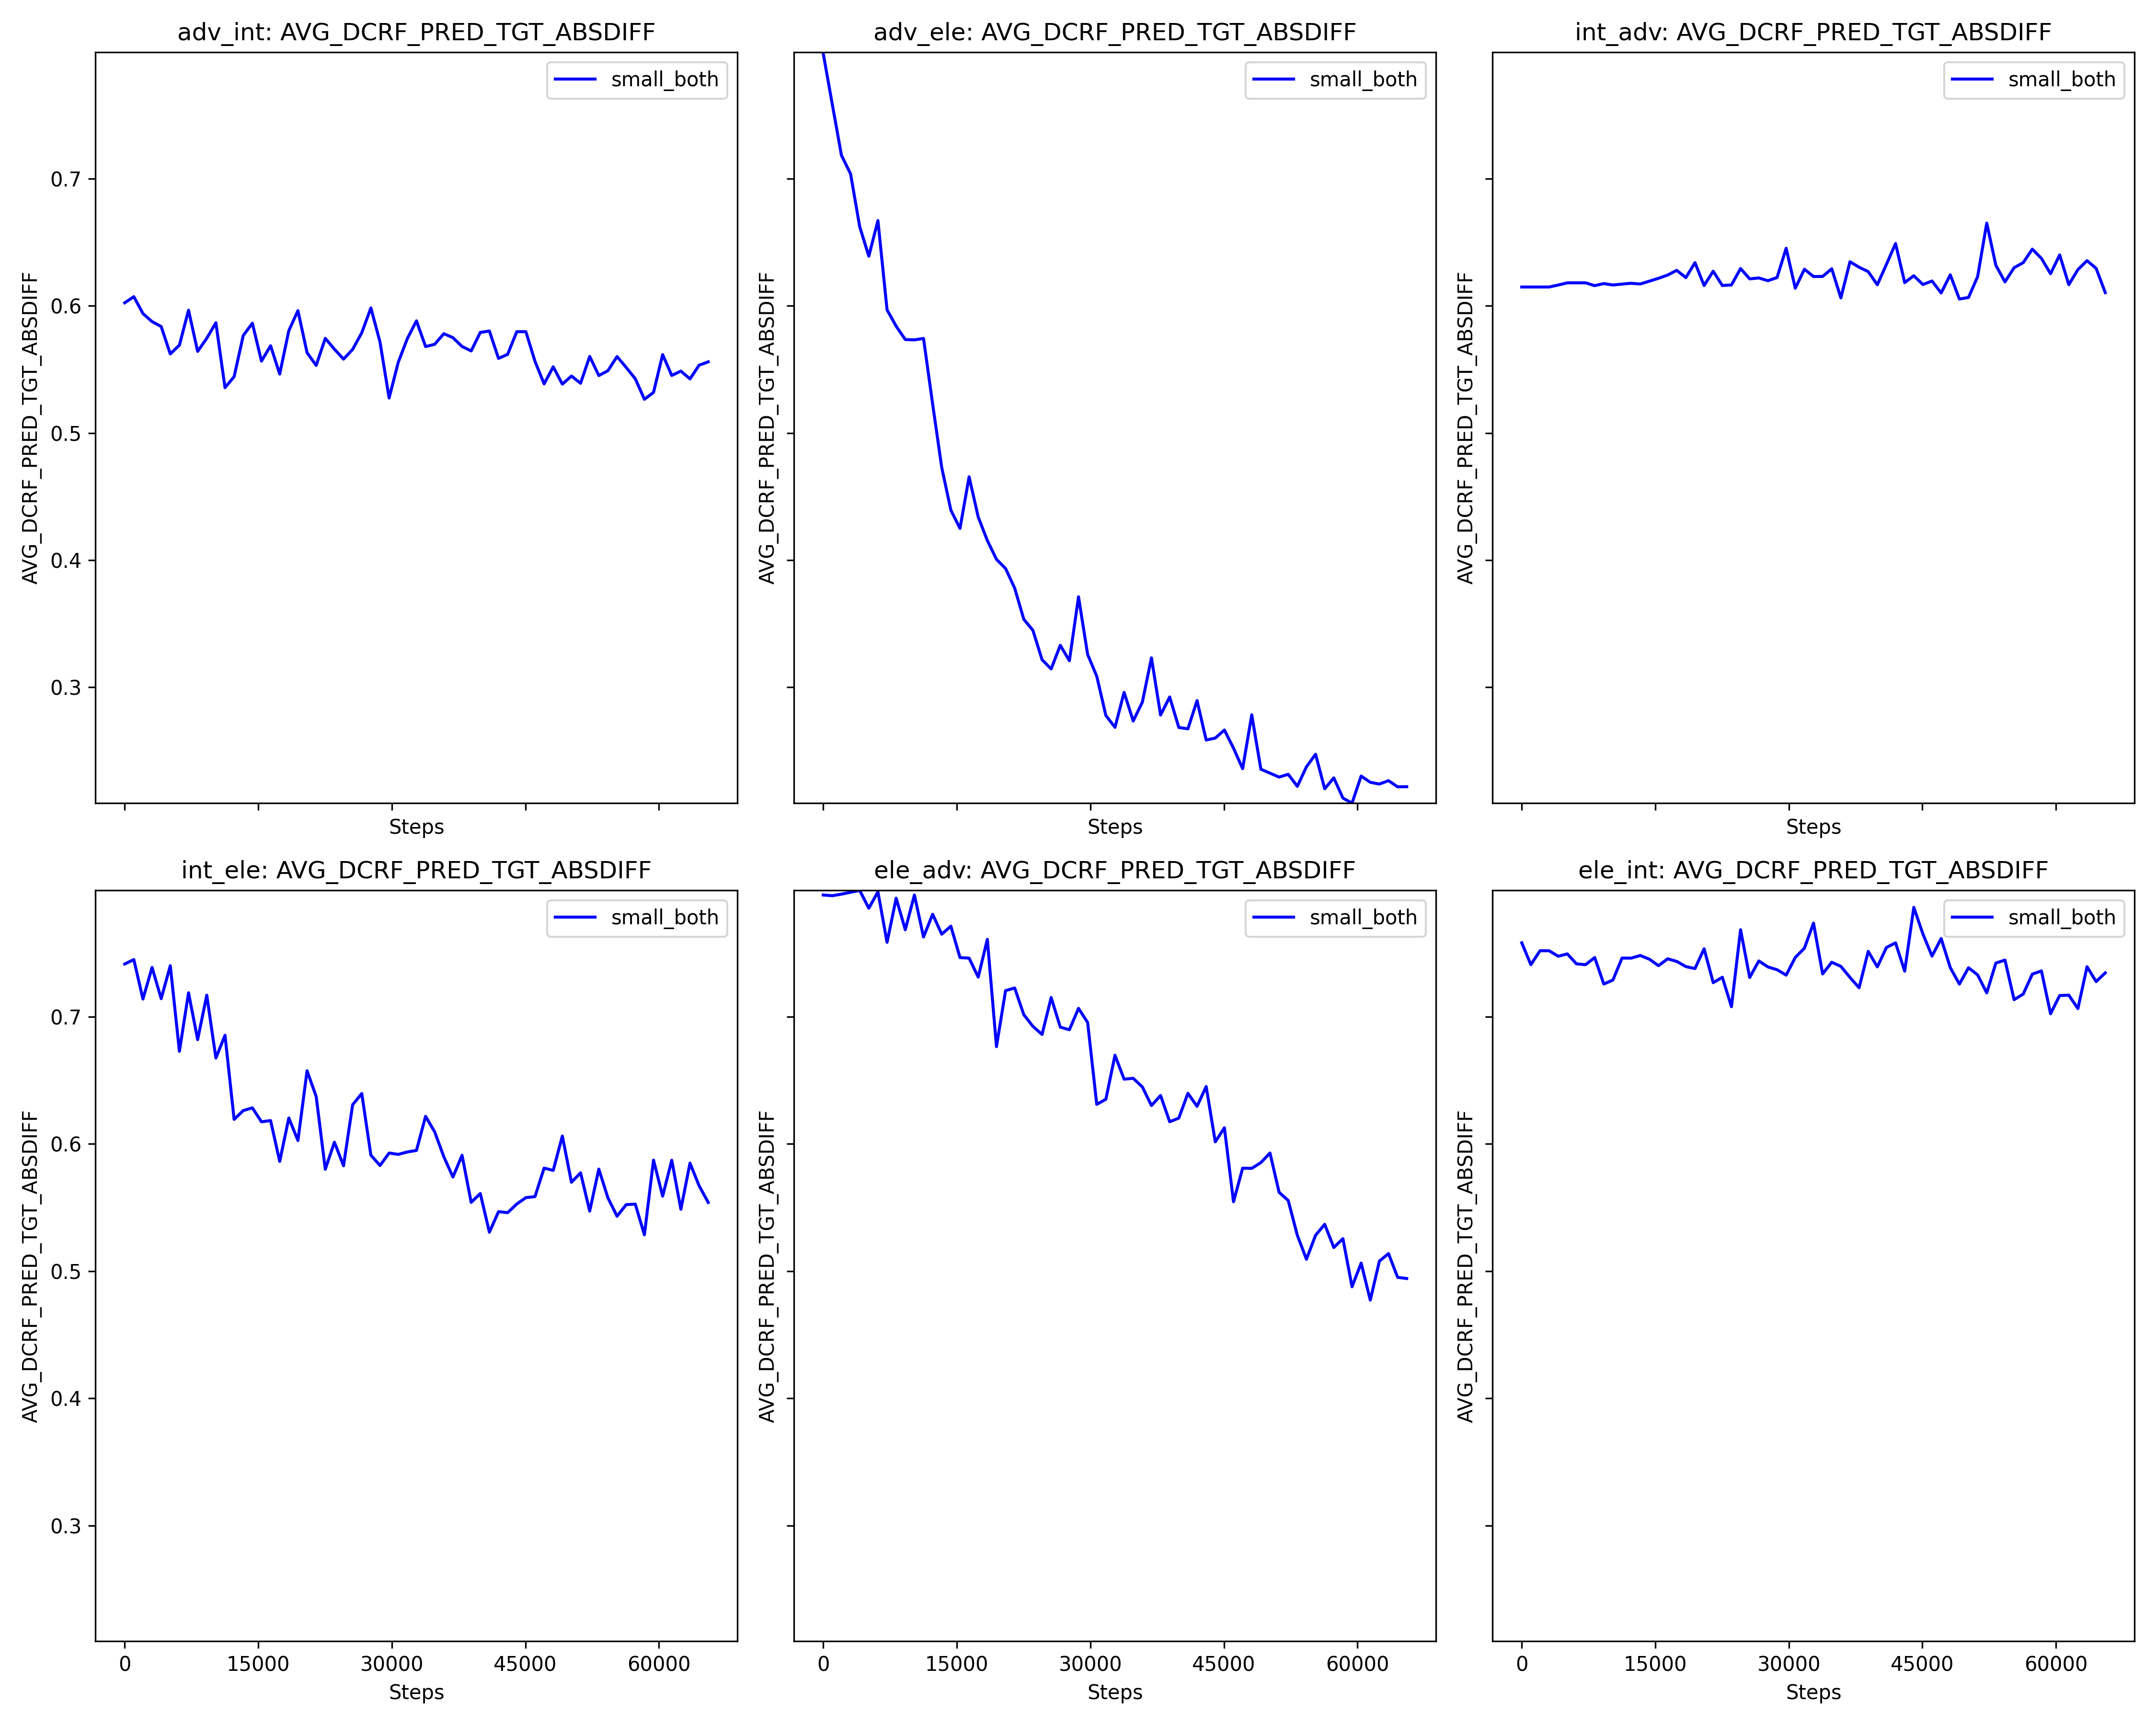 adv_int: AVG_DCRF_PRED_TGT_ABSDIFF
small_both
AVG_DCRF_PRED_TGT_ABSDIFF
0.7
0.6
0.5
0.4
0.3
Steps
adv_ele: AVG_DCRF_PRED_TGT_ABSDIFF
small_both
AVG_DCRF_PRED_TGT_ABSDIFF
Steps
int_adv: AVG_DCRF_PRED_TGT_ABSDIFF
small_both
AVG_DCRF_PRED_TGT_ABSDIFF
Steps
int_ele: AVG_DCRF_PRED_TGT_ABSDIFF
small_both
AVG_DCRF_PRED_TGT_ABSDIFF
0.7
0.6
0.5
0.4
0.3
0 15000 30000 45000 60000
Steps
ele_adv: AVG_DCRF_PRED_TGT_ABSDIFF
small_both
AVG_DCRF_PRED_TGT_ABSDIFF
0 15000 30000 45000 60000
Steps
ele_int: AVG_DCRF_PRED_TGT_ABSDIFF
small_both
AVG_DCRF_PRED_TGT_ABSDIFF
0 15000 30000 45000 60000
Steps